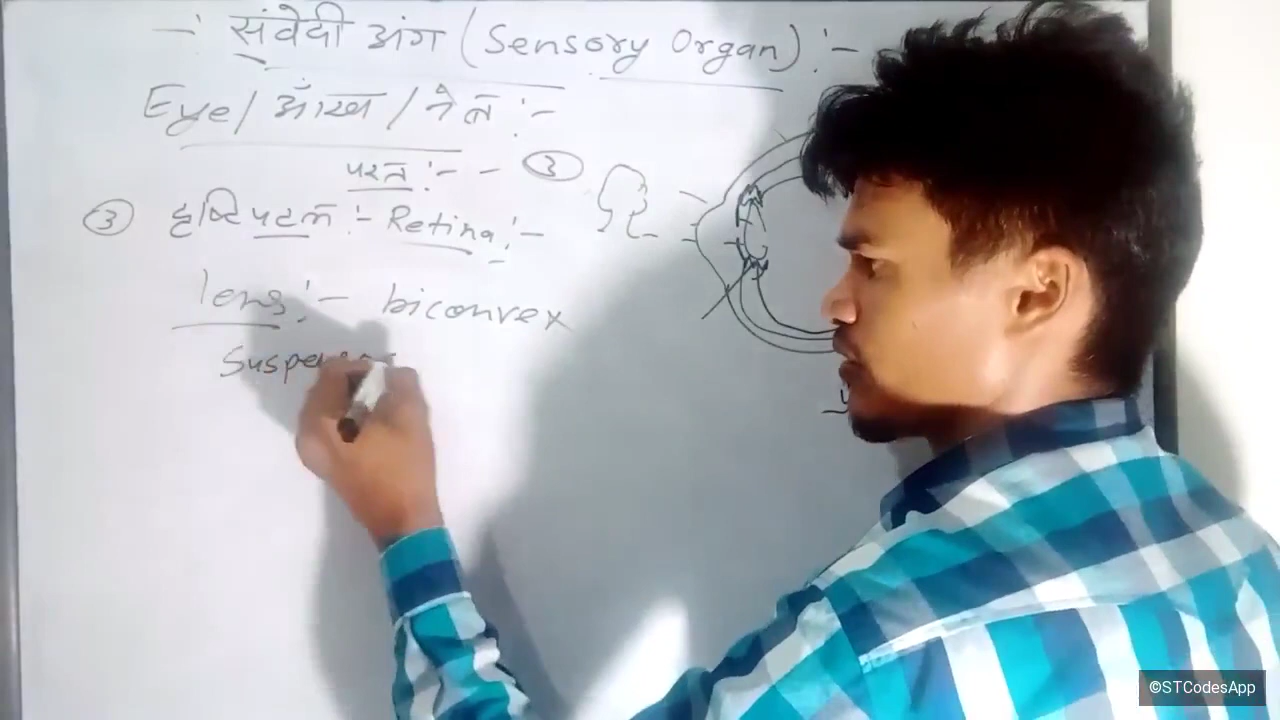 -: संवेदी अंग (Sensory Organ) :-
Eye/ आँख / नेत्र :-
परत :- - ③
③ दृष्टि पटल :- Retina :-
lens :- biconvex
©STCodesApp